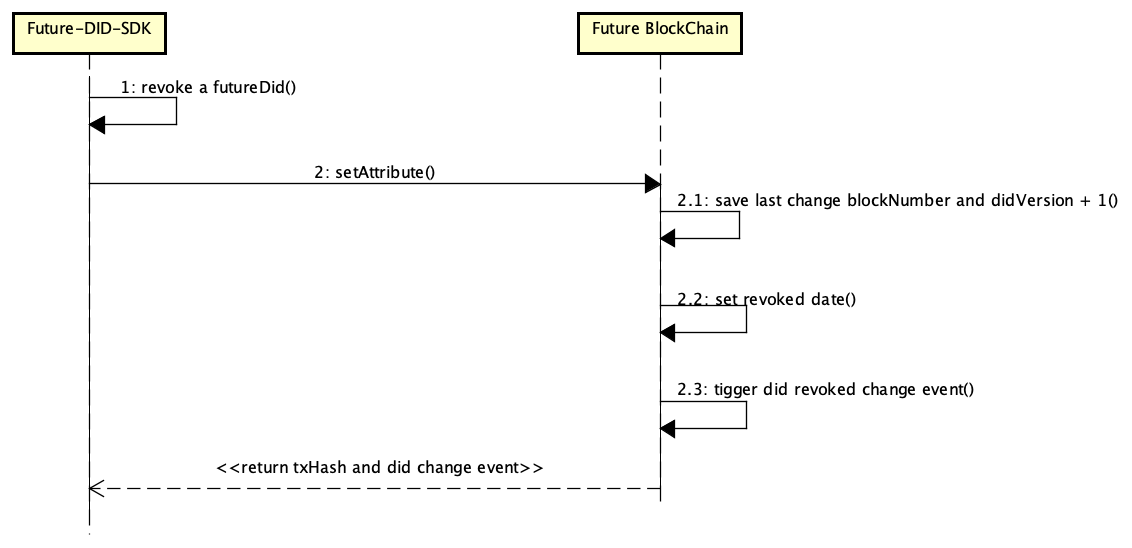 Future-DID-SDK
Future BlockChain
1: revoke a futureDid()
2: setAttribute()
2.1: save last change blockNumber and didVersion + 1()
2.2: set revoked date()
2.3: tigger did revoked change event()
<<return txHash and did change event>>